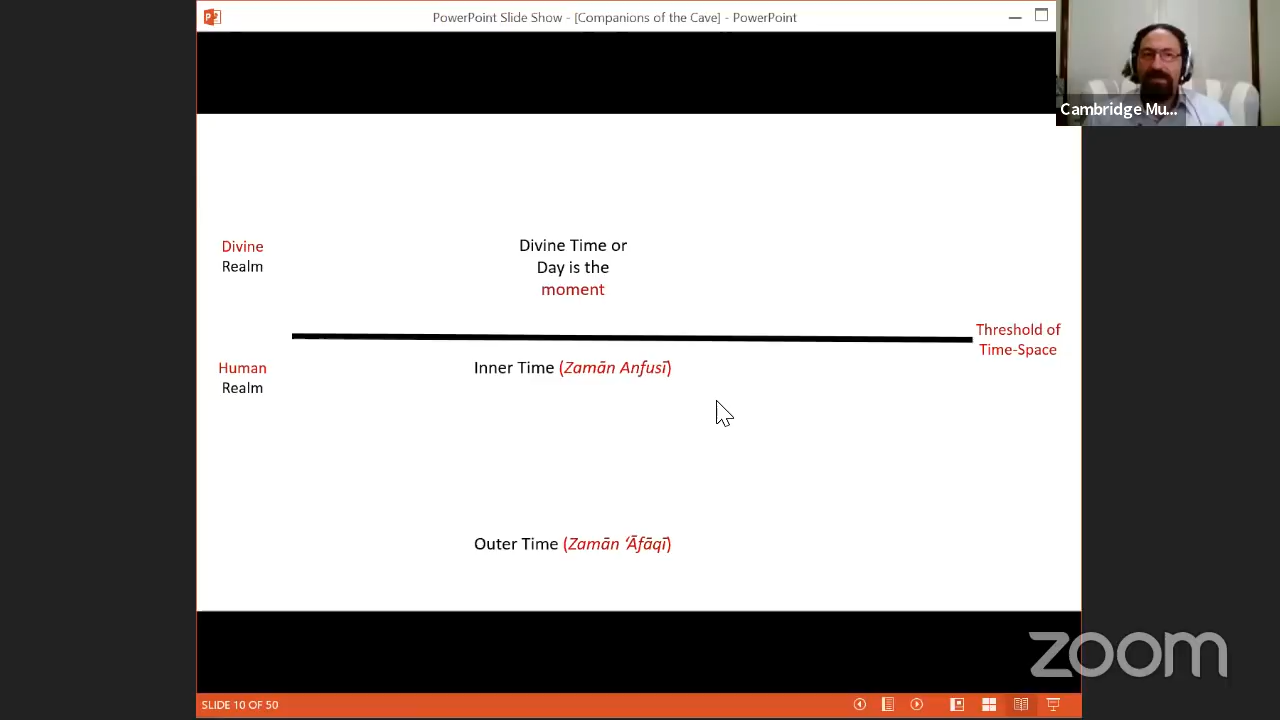 PowerPoint Slide Show - [Companions of the Cave] - PowerPoint
Cambridge Mu...
Divine
Realm
Divine Time or
Day is the
moment
Threshold of
Time-Space
Human
Realm
Inner Time (Zamān Anfusī)
Outer Time (Zamān ‘Āfāqī)
zoom
SLIDE 10 OF 50